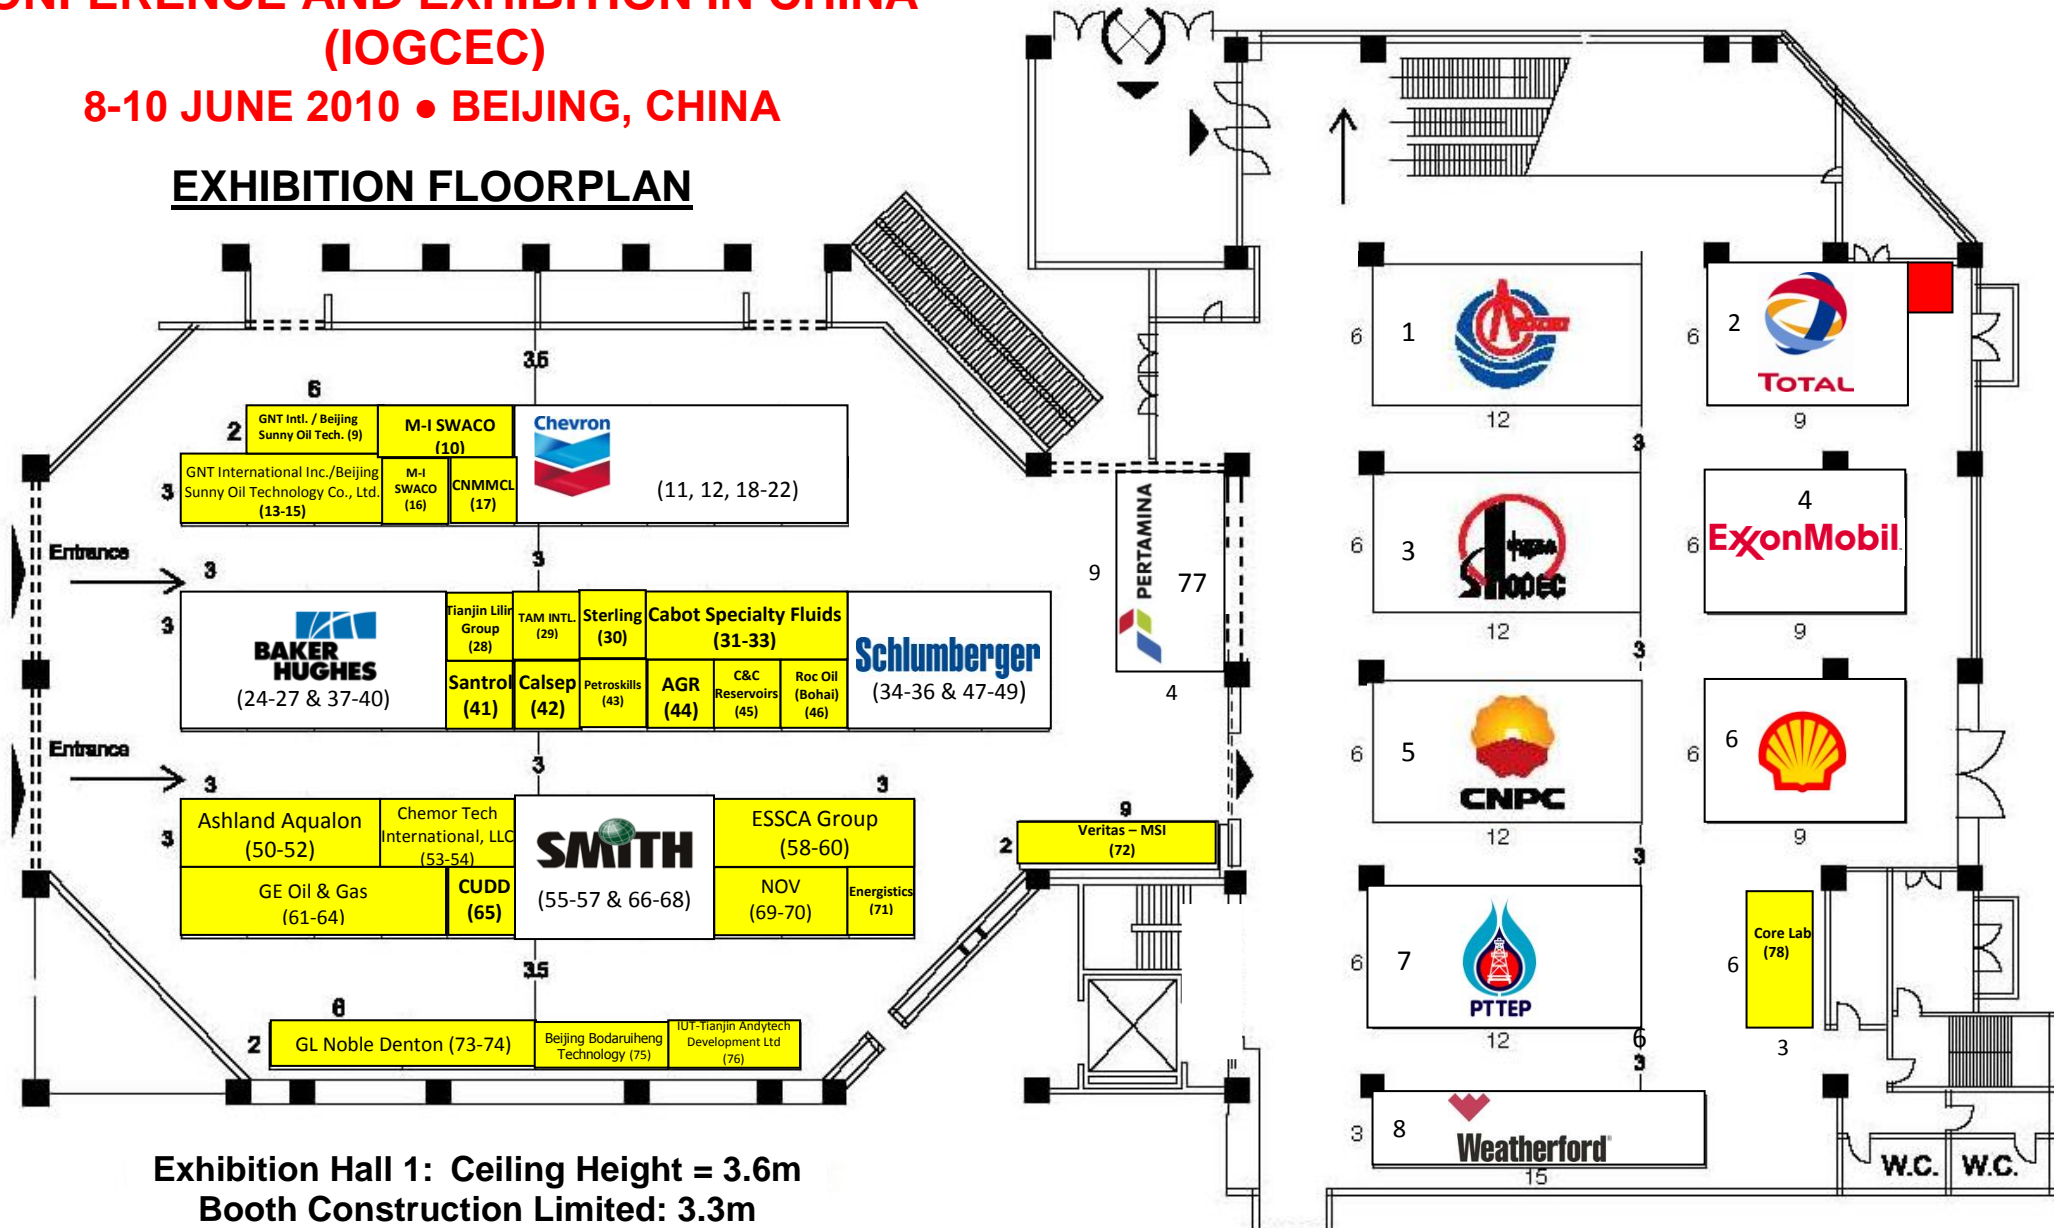 ONFERENCE AND EXHIBITION IN CHINA
(IOGCEC)
8-10 JUNE 2010 ● BEIJING, CHINA
EXHIBITION FLOORPLAN
3.5
6
2
GNT Intl. / Beijing
Sunny Oil Tech. (9)
M-I SWACO
(10)
Chevron
(11, 12, 18-22)
3
GNT International Inc./Beijing
Sunny Oil Technology Co., Ltd.
(13-15)
M-I
SWACO
(16)
CNMMCL
(17)
Entrance
3
3
3
BAKER
HUGHES
(24-27 & 37-40)
Tianjin Lilin
Group
(28)
TAM INTL.
(29)
Sterling
(30)
Cabot Specialty Fluids
(31-33)
Santrol
(41)
Calsep
(42)
Petroskills
(43)
AGR
(44)
C&C
Reservoirs
(45)
Roc Oil
(Bohai)
(46)
Schlumberger
(34-36 & 47-49)
Entrance
3
3
3
3
Ashland Aqualon
(50-52)
Chemor Tech
International, LLC
(53-54)
SMITH
(55-57 & 66-68)
ESSCA Group
(58-60)
GE Oil & Gas
(61-64)
CUDD
(65)
NOV
(69-70)
Energistics
(71)
9
2
Veritas – MSI
(72)
3.5
6
2
GL Noble Denton (73-74)
Beijing Bodaruiheng
Technology (75)
IUT-Tianjin Andytech
Development Ltd
(76)
9
PERTAMINA
77
4
6
1
12
6
2
TOTAL
9
3
6
3
SINOPEC
12
6
4
ExxonMobil
9
3
6
5
CNPC
12
6
6
9
3
6
7
PTTEP
12
6
3
6
Core Lab
(78)
3
3
8
Weatherford
15
W.C.
W.C.
Exhibition Hall 1: Ceiling Height = 3.6m
Booth Construction Limited: 3.3m